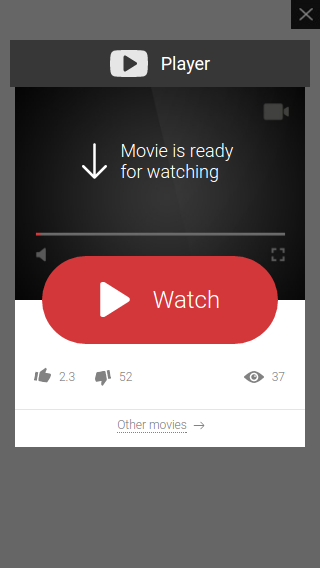 Player
Movie is ready
for watching
Watch
2.3
52
37
Other movies